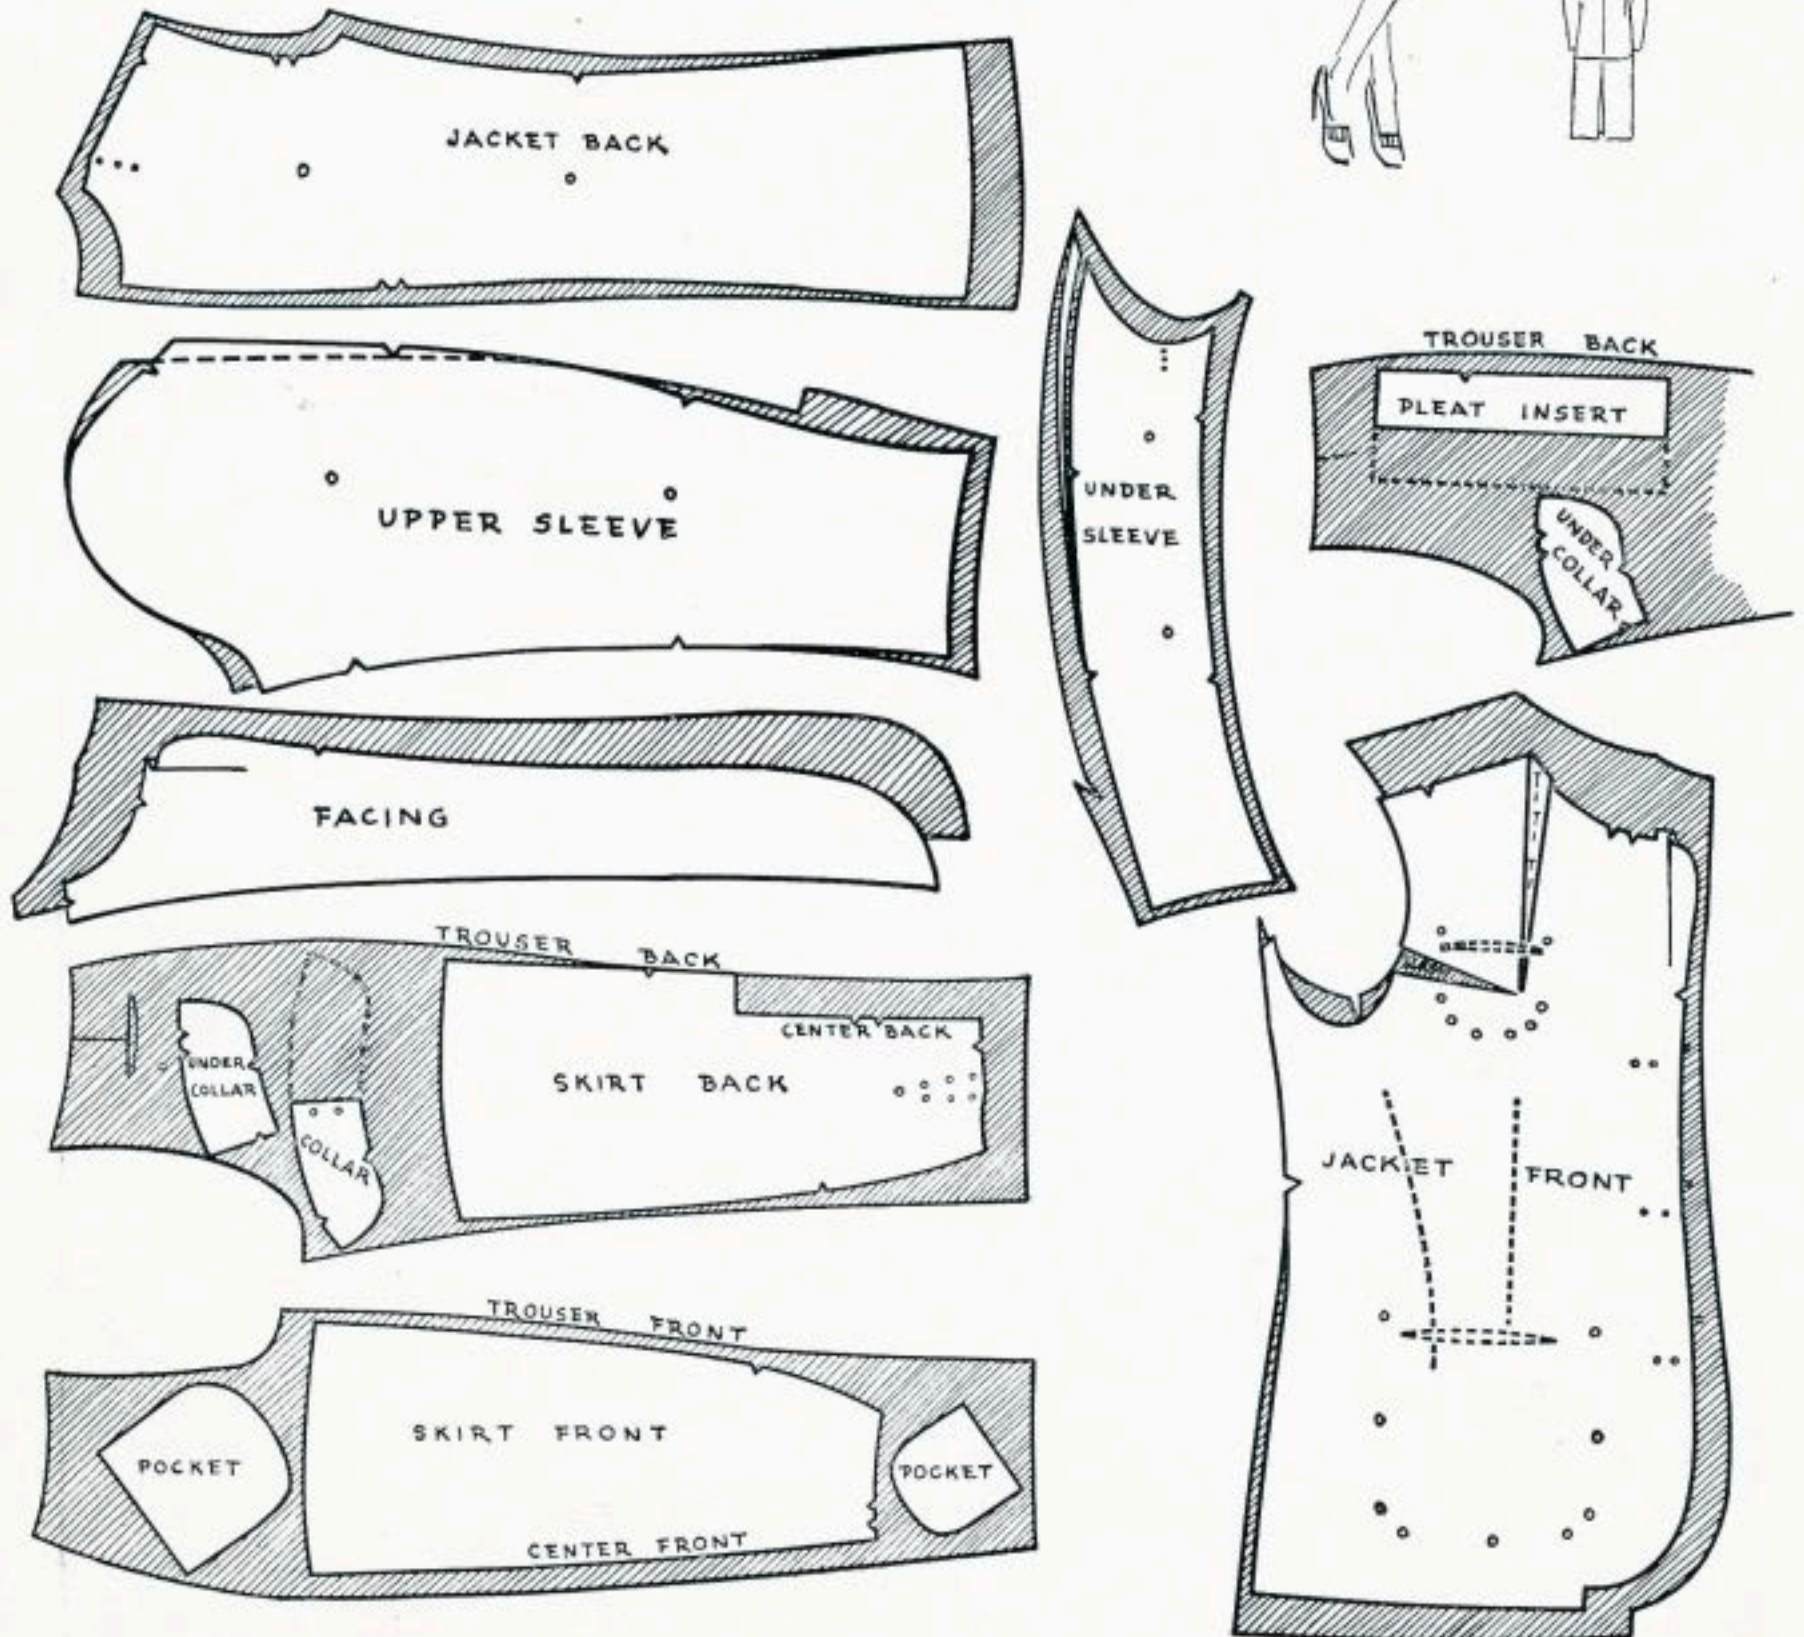 JACKET BACK
UPPER SLEEVE
UNDER
SLEEVE
TROUSER BACK
PLEAT INSERT
UNDER
COLLAR
FACING
TROUSER BACK
CENTER BACK
UNDER
COLLAR
SKIRT BACK
COLLAR
JACKET FRONT
TROUSER FRONT
SKIRT FRONT
POCKET
POCKET
CENTER FRONT